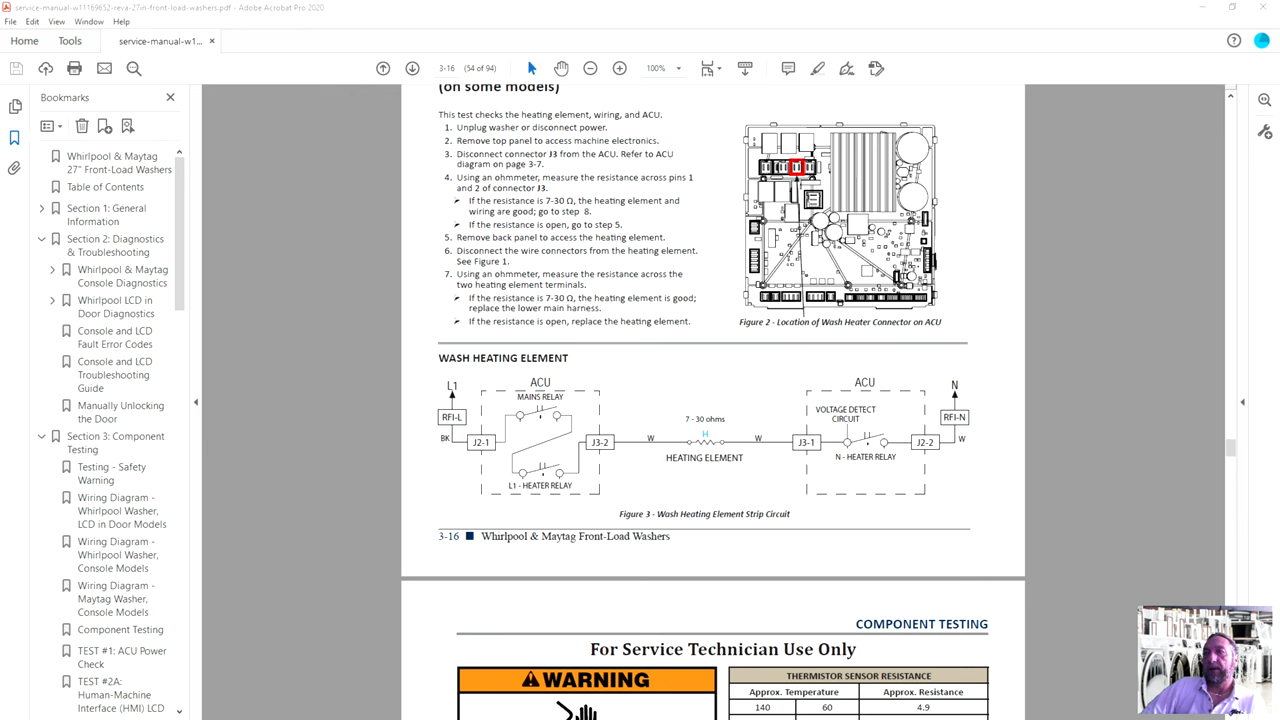 service-manual-w11169652-reva-27in-front-load-washers.pdf - Adobe Acrobat Pro 2020
File Edit View Window Help
Home Tools service-manual-w1... ×
3-16 (54 of 94) 100%
Bookmarks
Whirlpool & Maytag
27" Front-Load Washers
Table of Contents
Section 1: General
Information
Section 2: Diagnostics
& Troubleshooting
Whirlpool & Maytag
Console Diagnostics
Whirlpool LCD in
Door Diagnostics
Console and LCD
Fault Error Codes
Console and LCD
Troubleshooting
Guide
Manually Unlocking
the Door
Section 3: Component
Testing
Testing - Safety
Warning
Wiring Diagram -
Whirlpool Washer,
LCD in Door Models
Wiring Diagram -
Whirlpool Washer,
Console Models
Wiring Diagram -
Maytag Washer,
Console Models
Component Testing
TEST #1: ACU Power
Check
TEST #2A:
Human-Machine
Interface (HMI) LCD
(on some models)
This test checks the heating element, wiring, and ACU.
1. Unplug washer or disconnect power.
2. Remove top panel to access machine electronics.
3. Disconnect connector J3 from the ACU. Refer to ACU
diagram on page 3-7.
4. Using an ohmmeter, measure the resistance across pins 1
and 2 of connector J3.
➤ If the resistance is 7-30 Ω, the heating element and
wiring are good; go to step 8.
➤ If the resistance is open, go to step 5.
5. Remove back panel to access the heating element.
6. Disconnect the wire connectors from the heating element.
See Figure 1.
7. Using an ohmmeter, measure the resistance across the
two heating element terminals.
➤ If the resistance is 7-30 Ω, the heating element is good;
replace the lower main harness.
➤ If the resistance is open, replace the heating element.
Figure 2 - Location of Wash Heater Connector on ACU
WASH HEATING ELEMENT
L1 ACU ACU N
MAINS RELAY
VOLTAGE DETECT
CIRCUIT
RFI-L 7 - 30 ohms RFI-N
BK J2-1 J3-2 W H W J3-1 J2-2 W
HEATING ELEMENT N - HEATER RELAY
L1 - HEATER RELAY
Figure 3 - Wash Heating Element Strip Circuit
3-16 ■ Whirlpool & Maytag Front-Load Washers
COMPONENT TESTING
For Service Technician Use Only
WARNING
THERMISTOR SENSOR RESISTANCE
Approx. Temperature Approx. Resistance
140 60 4.9